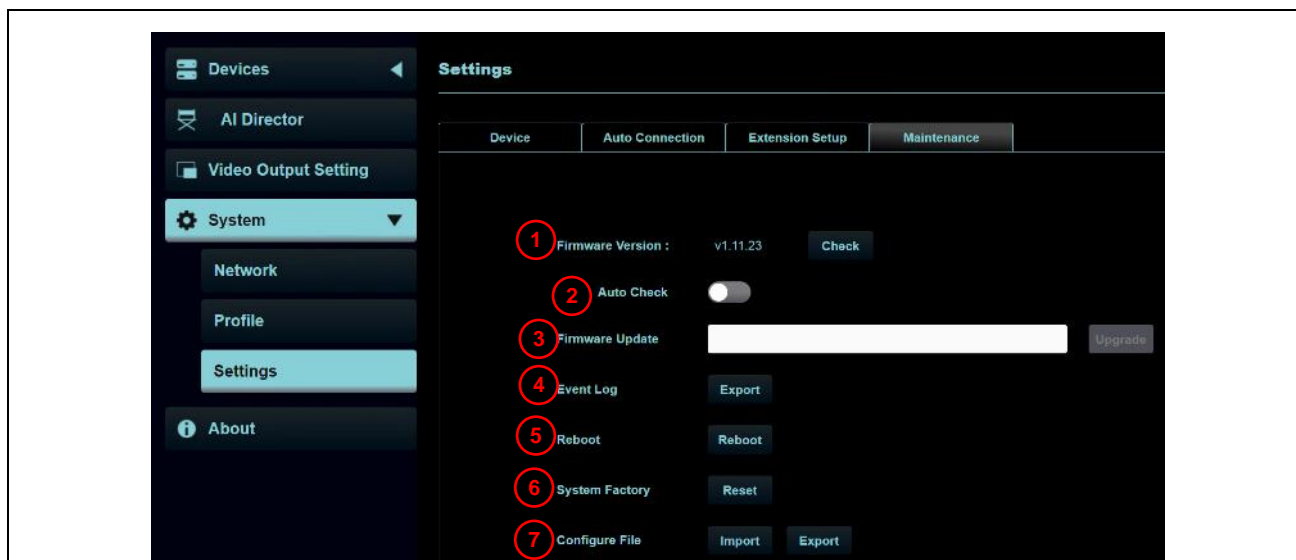 Devices
AI Director
Video Output Setting
System
Network
Profile
Settings
About
Settings
Device Auto Connection Extension Setup Maintenance
1 Firmware Version : v1.11.23 Check
2 Auto Check
3 Firmware Update Upgrade
4 Event Log Export
5 Reboot Reboot
6 System Factory Reset
7 Configure File Import Export